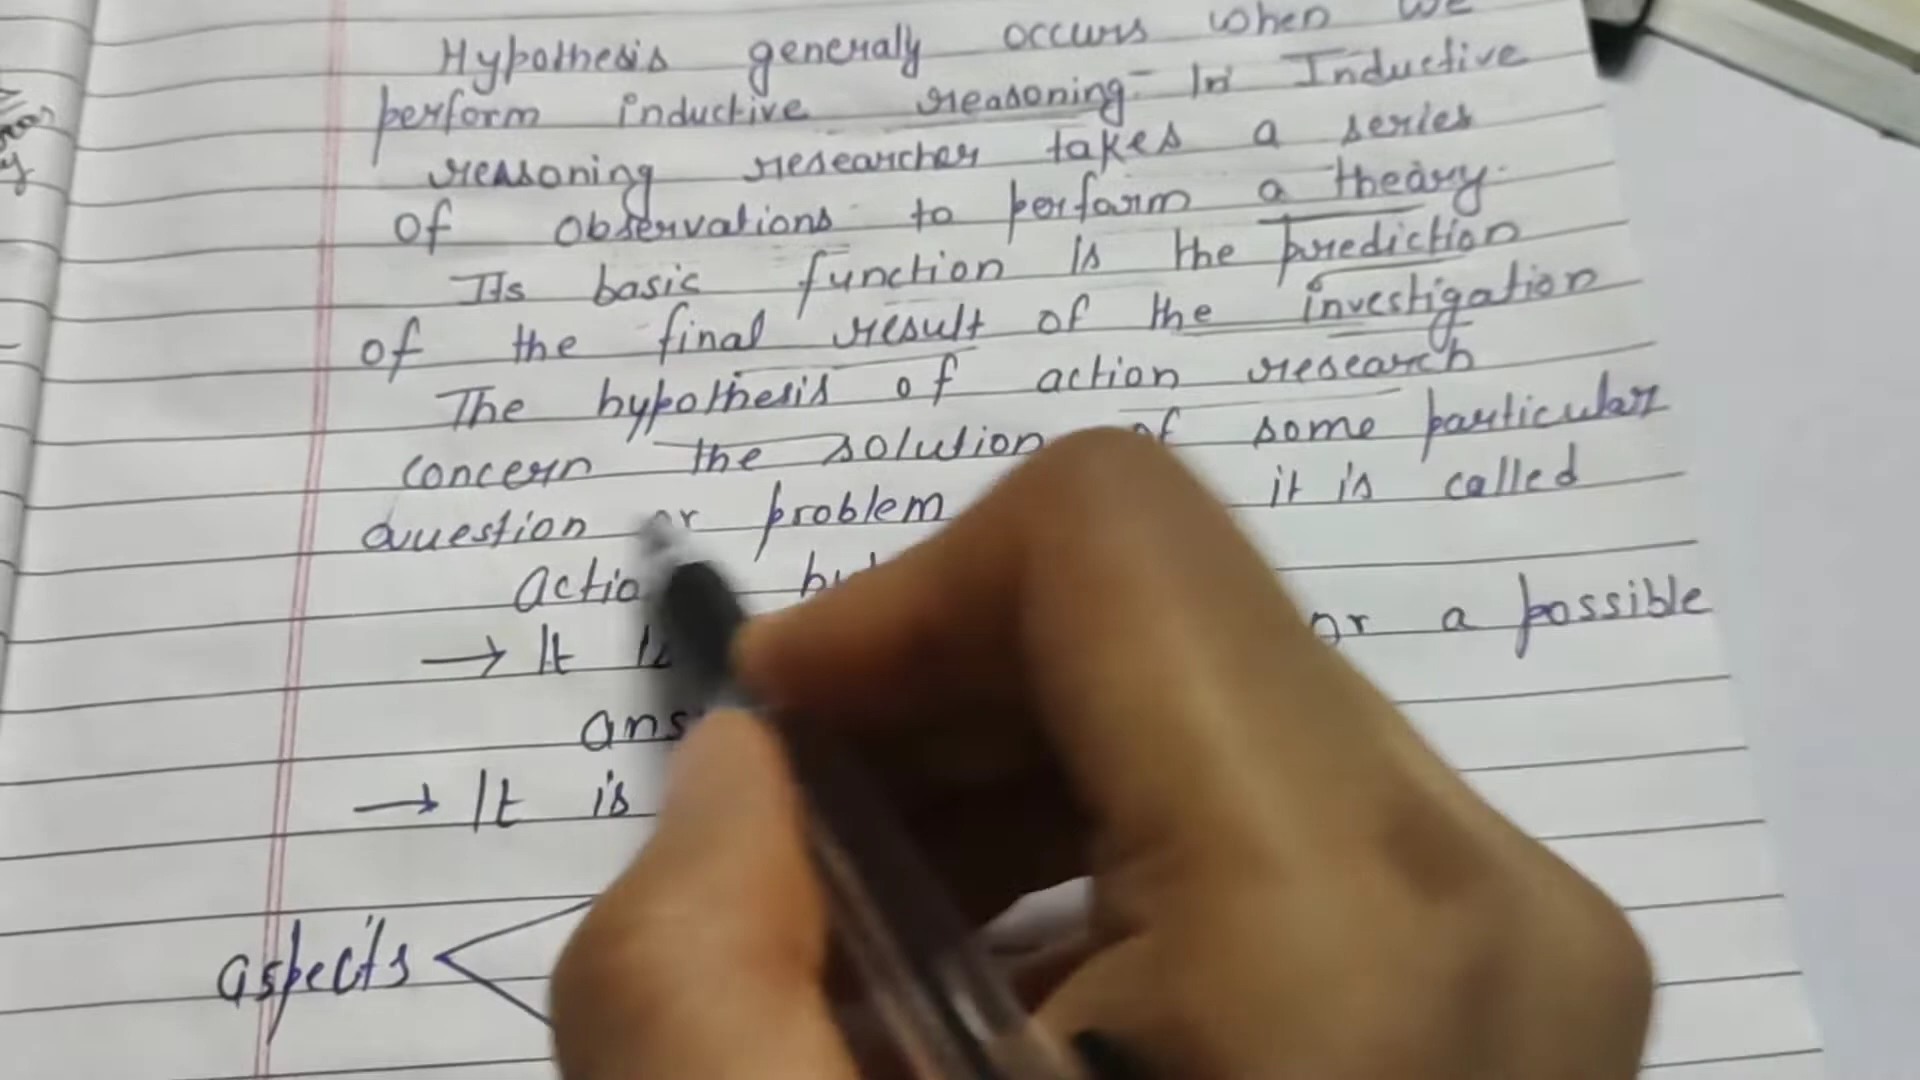 Hypothesis generaly occurs when we
perform inductive reasoning. In Inductive
reasoning researcher takes a series
of observations to perform a theory.
Its basic function is the prediction
of the final result of the investigation
The hypothesis of action research
concern the solution of some particular
question or problem it is called
actio
→ It is or a possible
ans
→ It is
aspects